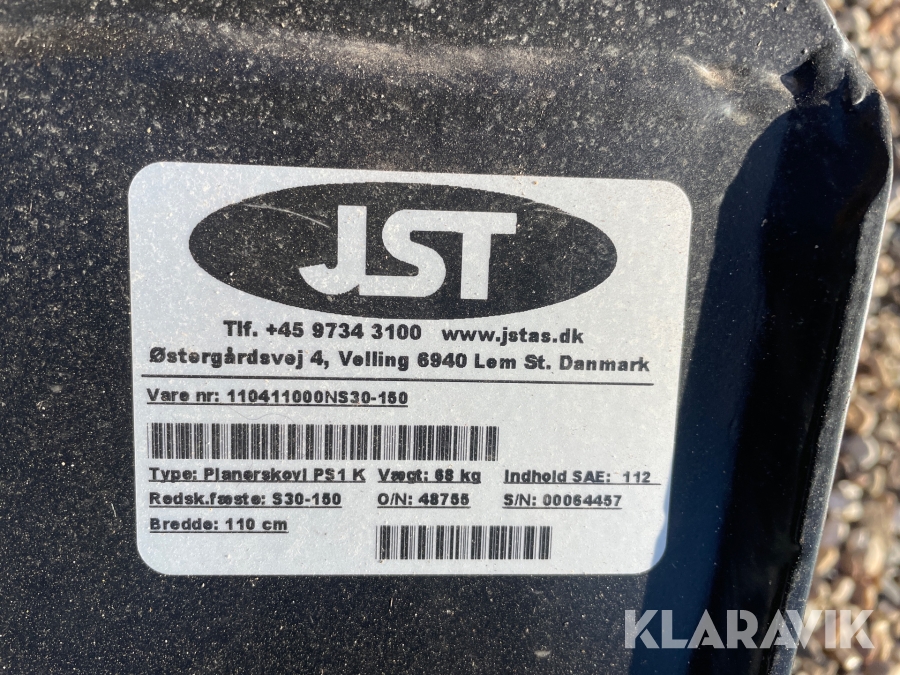 JST
Tlf. +45 9734 3100 www.jstas.dk
Østergårdsvej 4, Velling 6940 Lem St. Danmark
Vare nr: 110411000NS30-150
Type: Planerskovl PS1 K Vægt: 68 kg Indhold SAE: 112
Redsk.fæste: S30-150 O/N: 48755 S/N: 00064457
Bredde: 110 cm
KLARAVIK